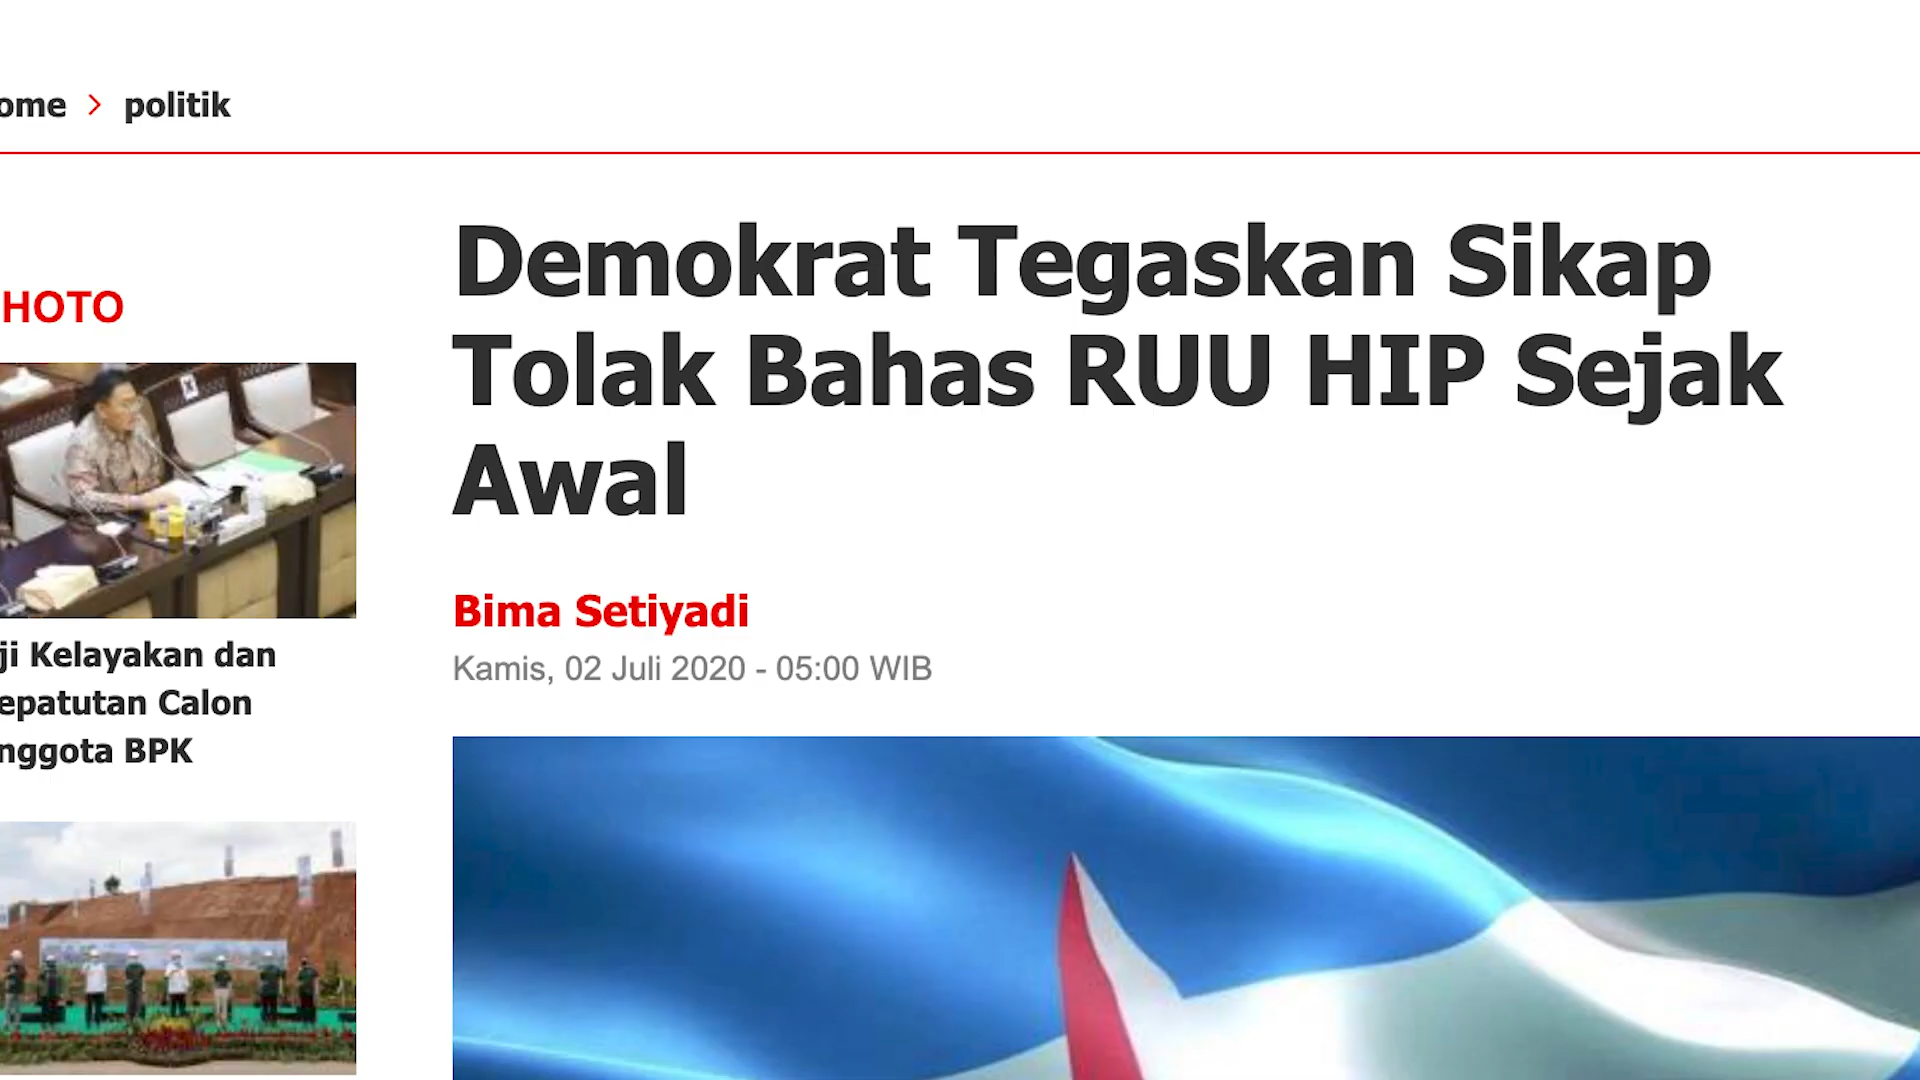 ome > politik
HOTO
ji Kelayakan dan
epatutan Calon
nggota BPK
Demokrat Tegaskan Sikap
Tolak Bahas RUU HIP Sejak
Awal
Bima Setiyadi
Kamis, 02 Juli 2020 - 05:00 WIB